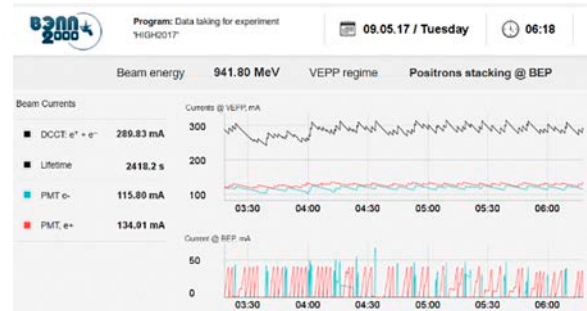 ВЭПП 2000
Program: Data taking for experiment
"HIGH2017"
09.05.17 / Tuesday
06:18
Beam energy 941.80 MeV VEPP regime Positrons stacking @ BEP
Beam Currents
DCCT: e⁺ + e⁻ 289.83 mA
Lifetime 2418.2 s
PMT e- 115.80 mA
PMT, e+ 134.01 mA
Currents @ VEPP, mA
300
200
100
03:30 04:00 04:30 05:00 05:30 06:00
Current @ BEP, mA
50
0
03:30 04:00 04:30 05:00 05:30 06:00